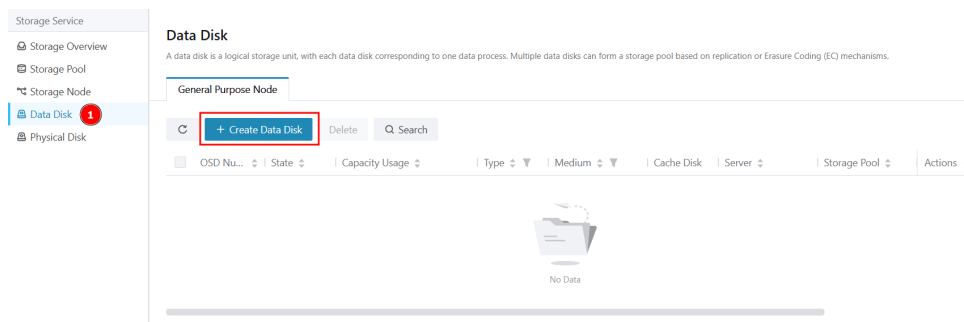 Storage Service
Storage Overview
Storage Pool
Storage Node
Data Disk 1
Physical Disk
Data Disk
A data disk is a logical storage unit, with each data disk corresponding to one data process. Multiple data disks can form a storage pool based on replication or Erasure Coding (EC) mechanisms.
General Purpose Node
+ Create Data Disk Delete Search
OSD Nu... State Capacity Usage Type Medium Cache Disk Server Storage Pool Actions
No Data